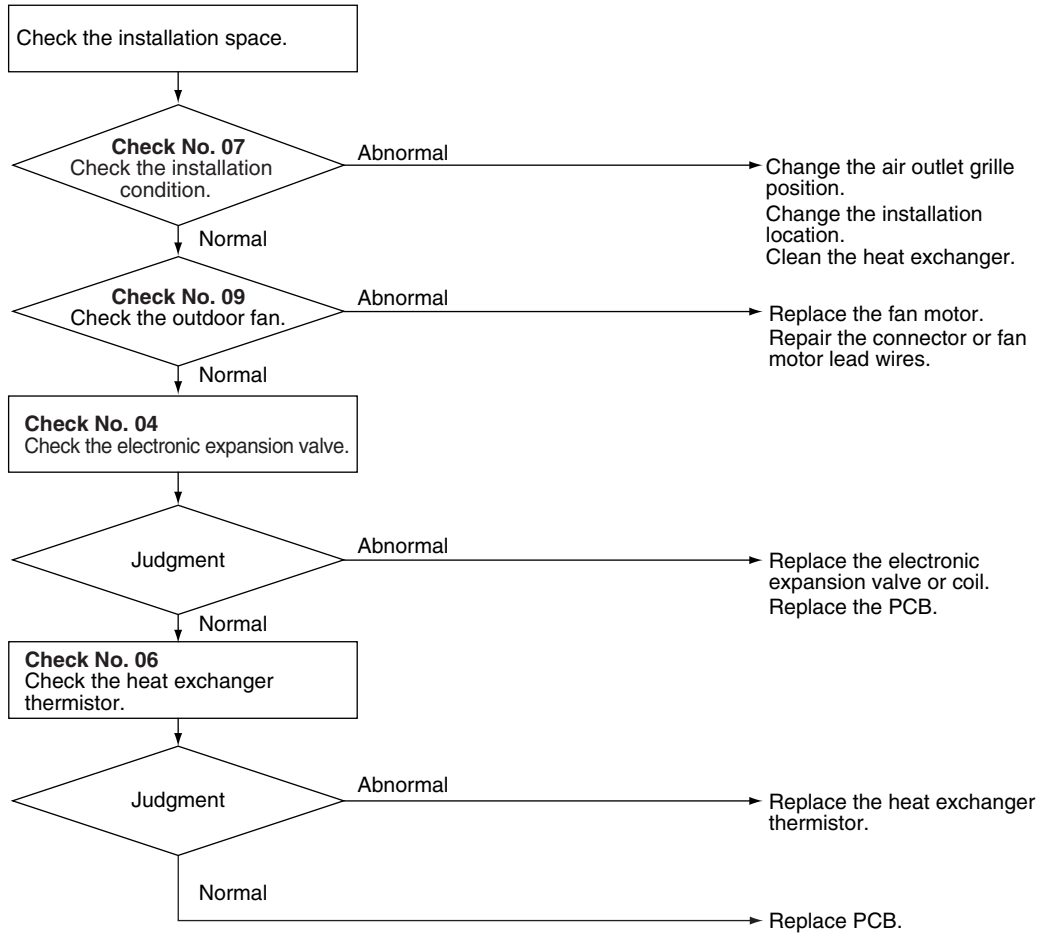 Check the installation space.
Check No. 07
Check the installation
condition.
Abnormal
Change the air outlet grille
position.
Change the installation
location.
Clean the heat exchanger.
Normal
Check No. 09
Check the outdoor fan.
Abnormal
Replace the fan motor.
Repair the connector or fan
motor lead wires.
Normal
Check No. 04
Check the electronic expansion valve.
Judgment
Abnormal
Replace the electronic
expansion valve or coil.
Replace the PCB.
Normal
Check No. 06
Check the heat exchanger
thermistor.
Judgment
Abnormal
Replace the heat exchanger
thermistor.
Normal
Replace PCB.